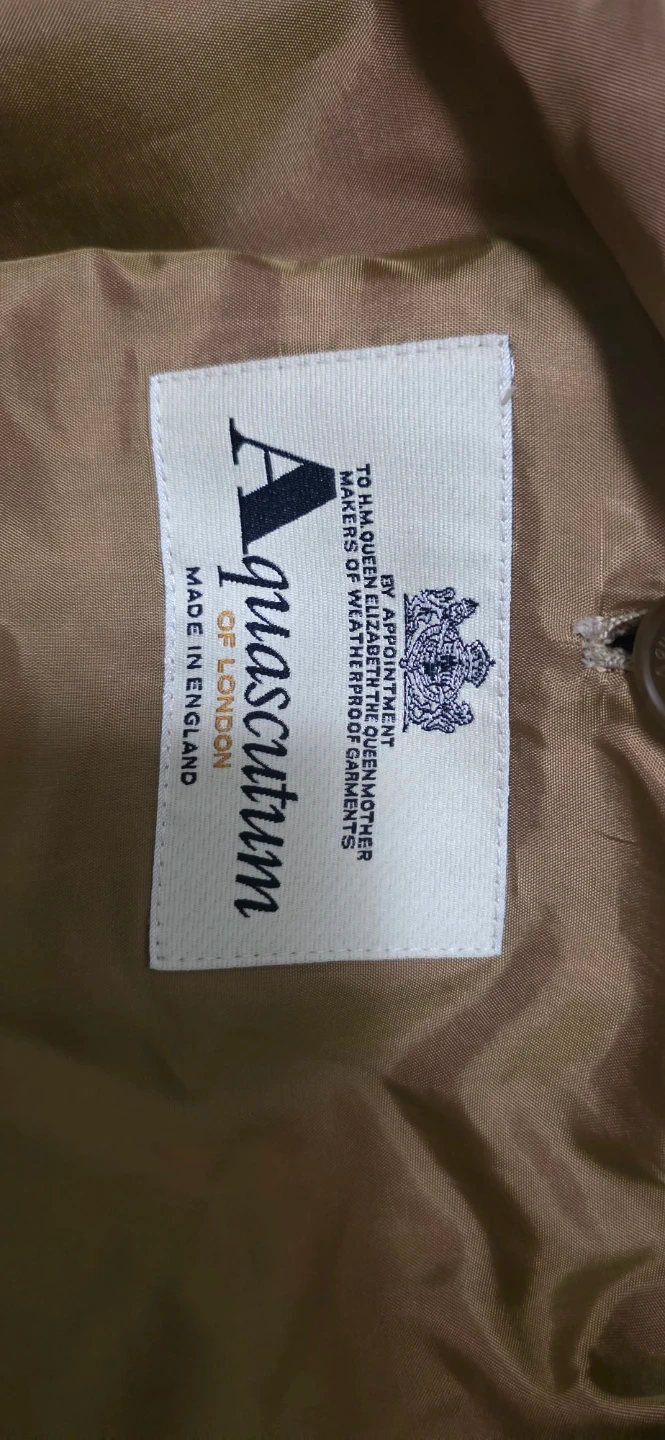 BY APPOINTMENT
TO H.M. QUEEN ELIZABETH THE QUEEN MOTHER
MAKERS OF WEATHERPROOF GARMENTS
Aquascutum
OF LONDON
MADE IN ENGLAND